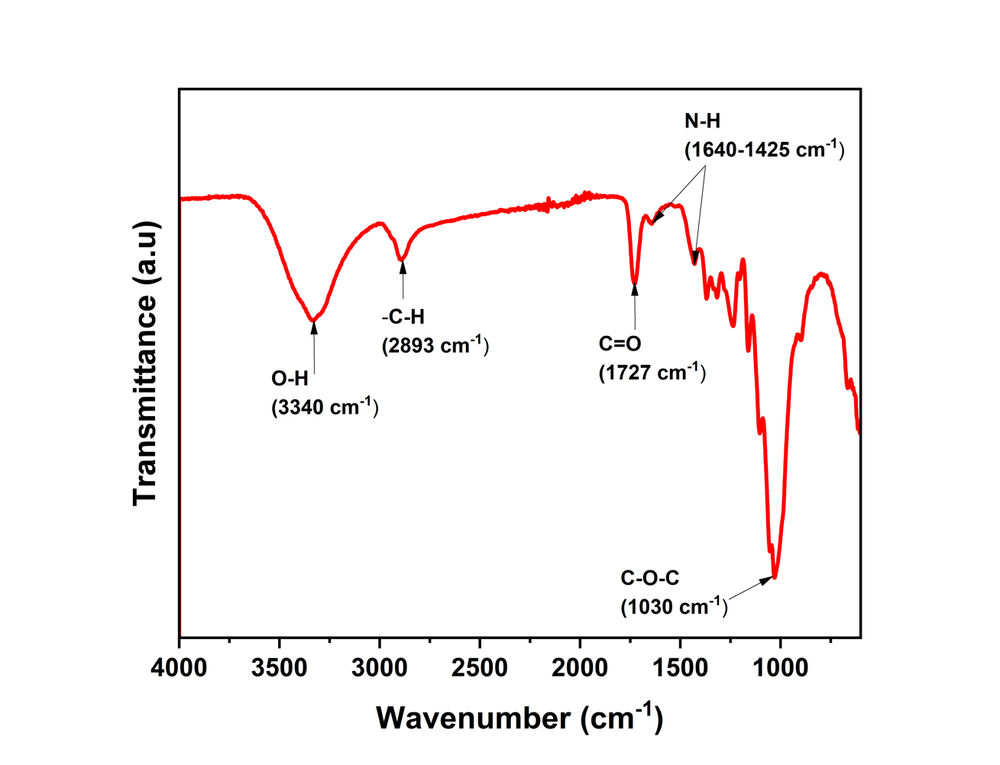 N-H
(1640-1425 cm⁻¹)
-C-H
(2893 cm⁻¹)
C=O
(1727 cm⁻¹)
O-H
(3340 cm⁻¹)
C-O-C
(1030 cm⁻¹)
Transmittance (a.u)
4000 3500 3000 2500 2000 1500 1000
Wavenumber (cm⁻¹)